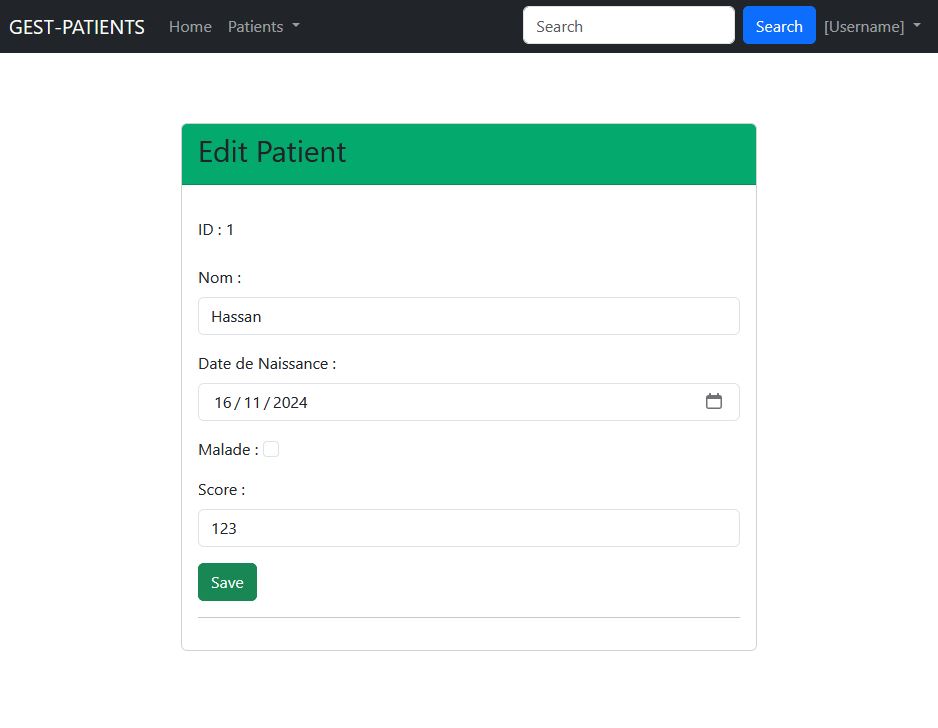 GEST-PATIENTS Home Patients Search Search [Username]
Edit Patient
ID : 1
Nom :
Hassan
Date de Naissance :
16/11/2024
Malade :
Score :
123
Save